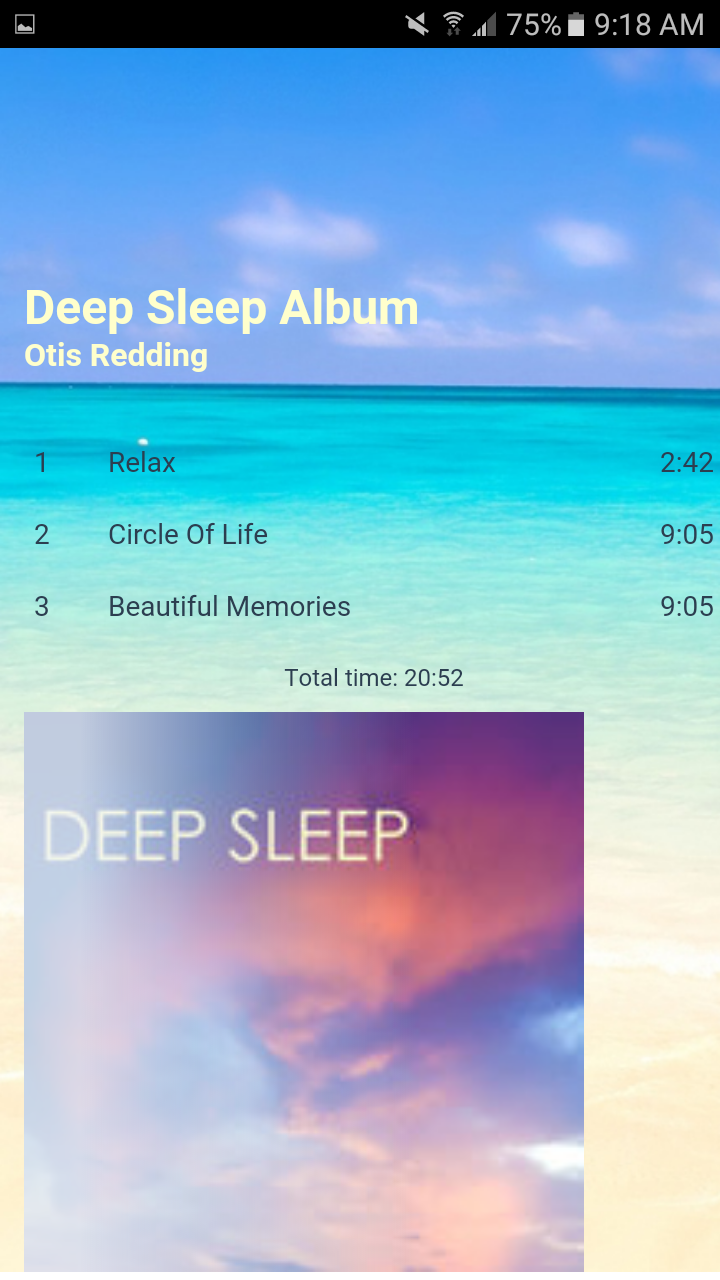 75% 9:18 AM
Deep Sleep Album
Otis Redding
1 Relax 2:42
2 Circle Of Life 9:05
3 Beautiful Memories 9:05
Total time: 20:52
DEEP SLEEP